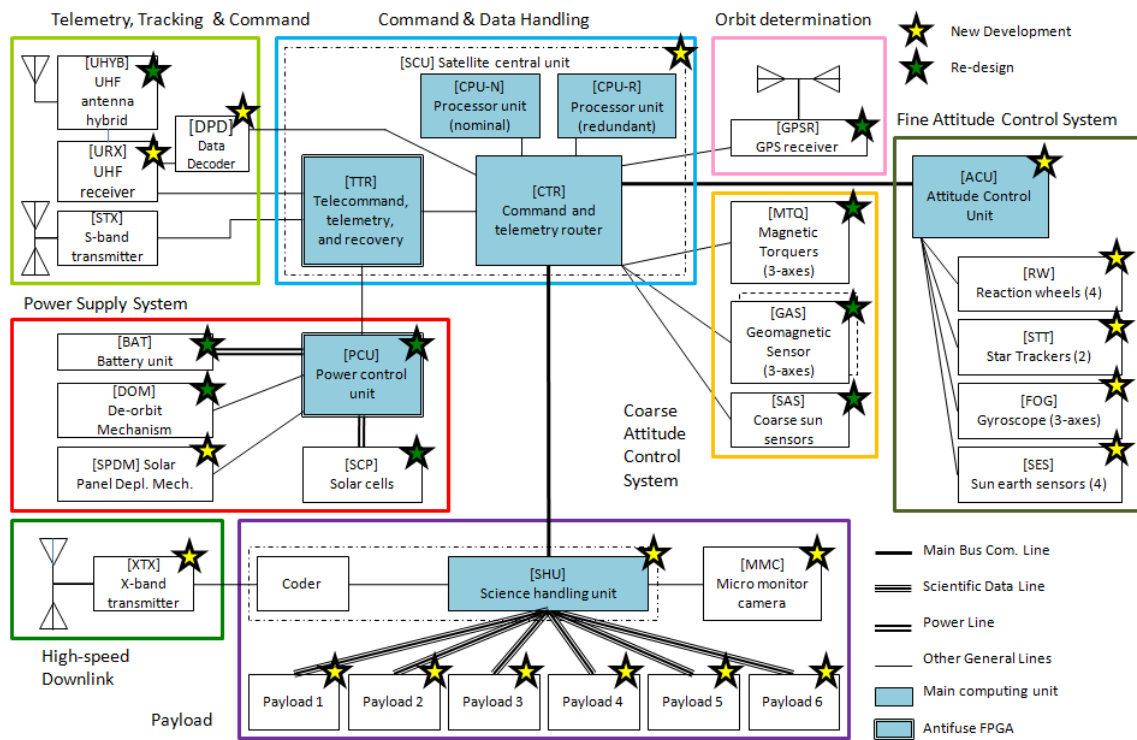 Telemetry, Tracking & Command
Command & Data Handling
Orbit determination
New Development
Re-design
[UHYB]
UHF
antenna
hybrid
[DPD]
Data
Decoder
[URX]
UHF
receiver
[STX]
S-band
transmitter
[SCU] Satellite central unit
[CPU-N]
Processor unit
(nominal)
[CPU-R]
Processor unit
(redundant)
[TTR]
Telecommand,
telemetry,
and recovery
[CTR]
Command and
telemetry router
[GPSR]
GPS receiver
Fine Attitude Control System
[ACU]
Attitude Control
Unit
[RW]
Reaction wheels (4)
[STT]
Star Trackers (2)
[FOG]
Gyroscope (3-axes)
[SES]
Sun earth sensors (4)
[MTQ]
Magnetic
Torquers
(3-axes)
[GAS]
Geomagnetic
Sensor
(3-axes)
[SAS]
Coarse sun
sensors
Coarse
Attitude
Control
System
Power Supply System
[BAT]
Battery unit
[DOM]
De-orbit
Mechanism
[SPDM] Solar
Panel Depl. Mech.
[PCU]
Power control
unit
[SCP]
Solar cells
[XTX]
X-band
transmitter
High-speed
Downlink
Coder
[SHU]
Science handling unit
[MMC]
Micro monitor
camera
Payload 1
Payload 2
Payload 3
Payload 4
Payload 5
Payload 6
Payload
Main Bus Com. Line
Scientific Data Line
Power Line
Other General Lines
Main computing unit
Antifuse FPGA